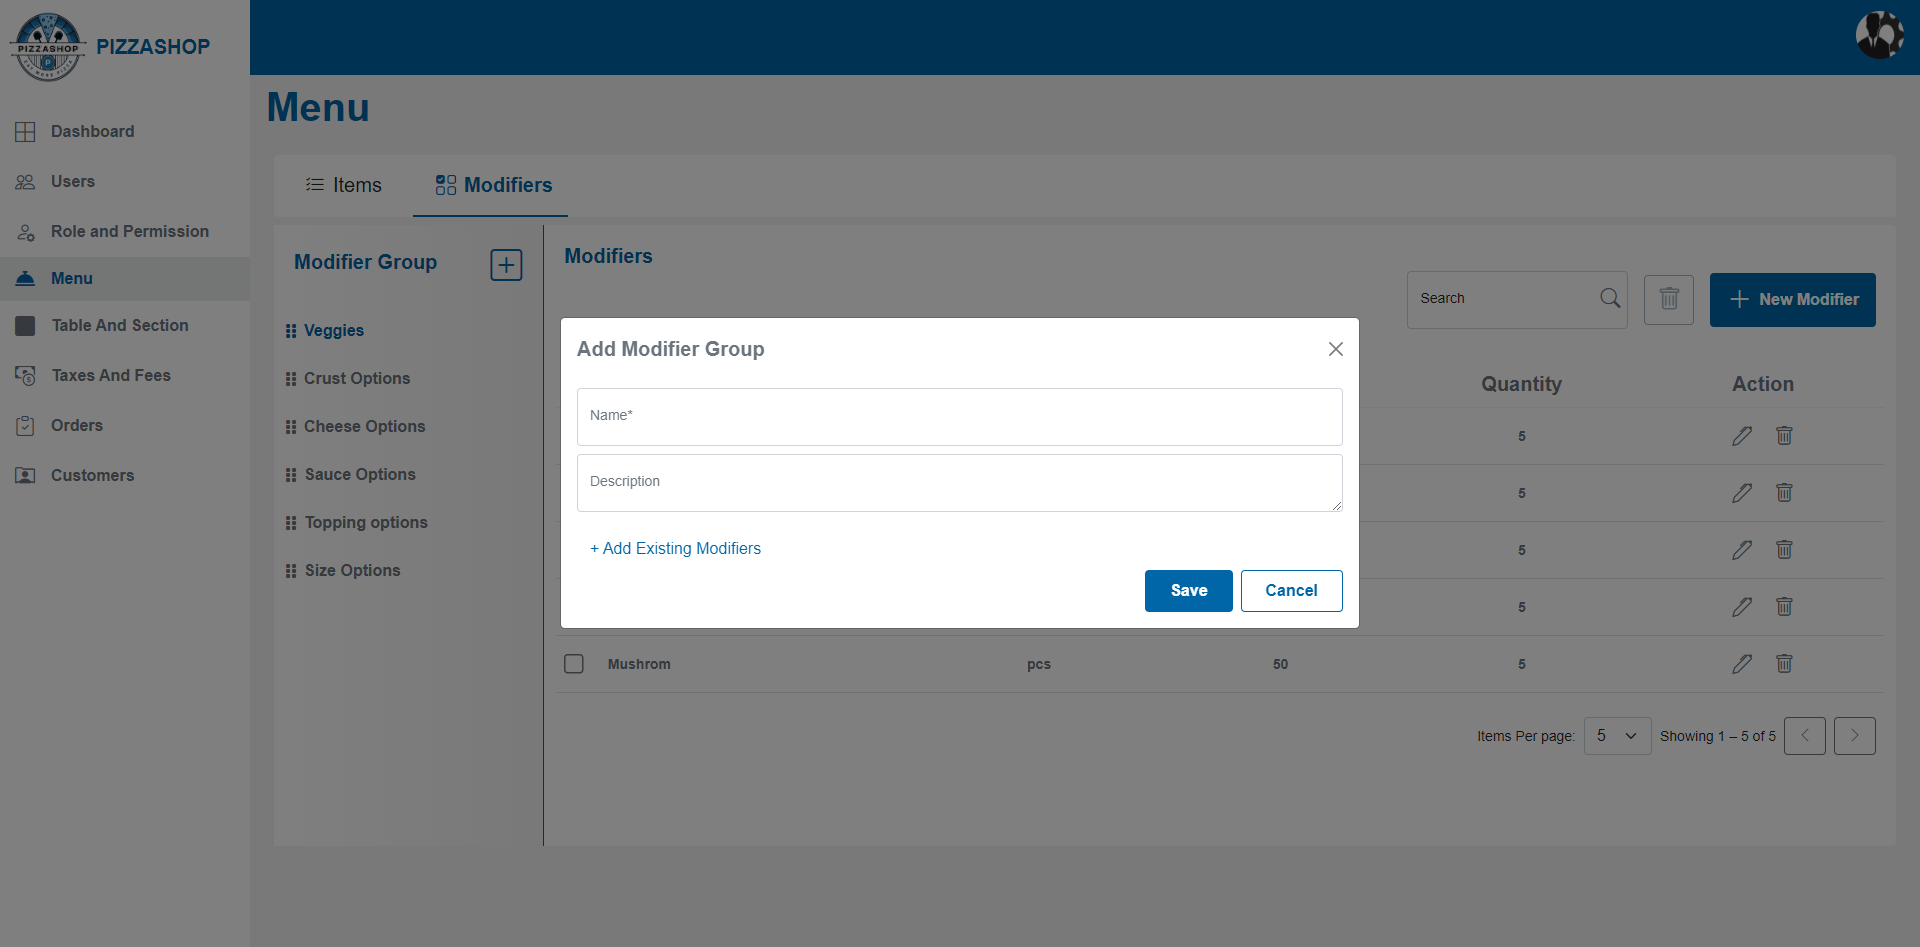 PIZZASHOP
EAT MORE PIZZA
PIZZASHOP
Dashboard
Users
Role and Permission
Menu
Table And Section
Taxes And Fees
Orders
Customers
Menu
Items
Modifiers
Modifier Group
Veggies
Crust Options
Cheese Options
Sauce Options
Topping options
Size Options
Modifiers
Search
New Modifier
Quantity Action
5
5
5
5
Mushrom pcs 50 5
Items Per page: 5 Showing 1 – 5 of 5
Add Modifier Group
Name*
Description
+ Add Existing Modifiers
Save
Cancel